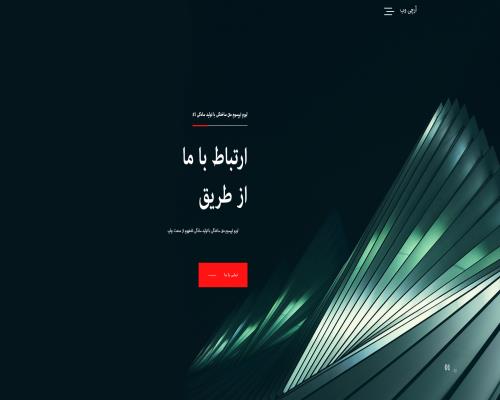 آرچی وب
لورم ایپسوم متن ساختگی با تولید سادگی
ارتباط با ما
از طریق
لورم ایپسوم متن ساختگی با تولید سادگی نامفهوم از صنعت چاپ
تماس با ما
01